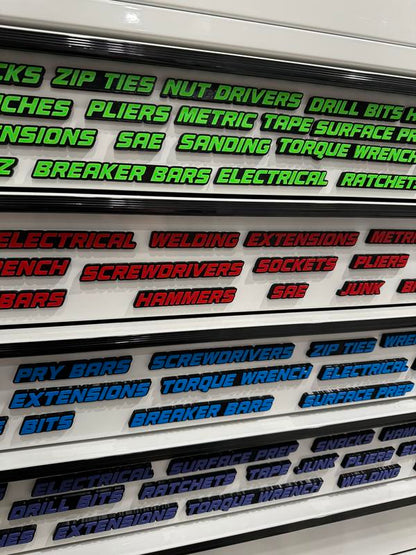 ZIP TIES NUT DRIVERS DRILL BITS
PLIERS METRIC TAPE SURFACE PREP
SAE SANDING TORQUE WRENCH
BREAKER BARS ELECTRICAL RATCHETS
ELECTRICAL WELDING EXTENSIONS
SCREWDRIVERS SOCKETS PLIERS
BARS HAMMERS SAE JUNK
PRY BARS SCREWDRIVERS ZIP TIES
EXTENSIONS TORQUE WRENCH ELECTRICAL
BITS BREAKER BARS SURFACE PREP
ELECTRICAL SURFACE PREP SNACKS
DRILL BITS RATCHETS TAPE JUNK PLIERS
EXTENSIONS TORQUE WRENCH WELDING